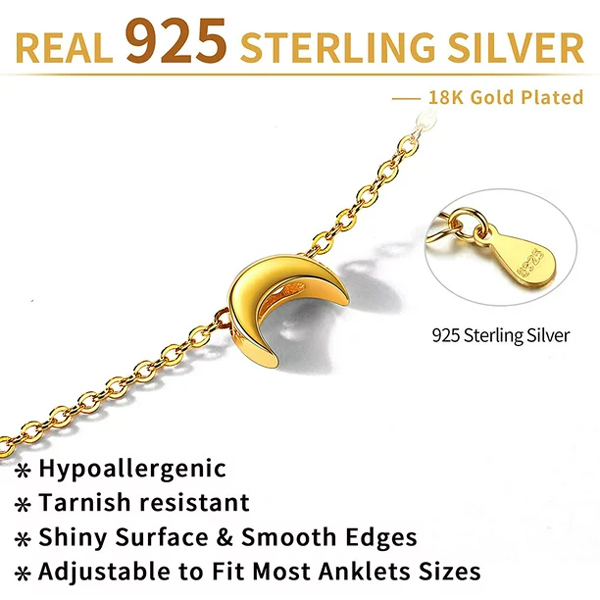 REAL 925 STERLING SILVER
18K Gold Plated
S925
925 Sterling Silver
* Hypoallergenic
* Tarnish resistant
* Shiny Surface & Smooth Edges
* Adjustable to Fit Most Anklets Sizes